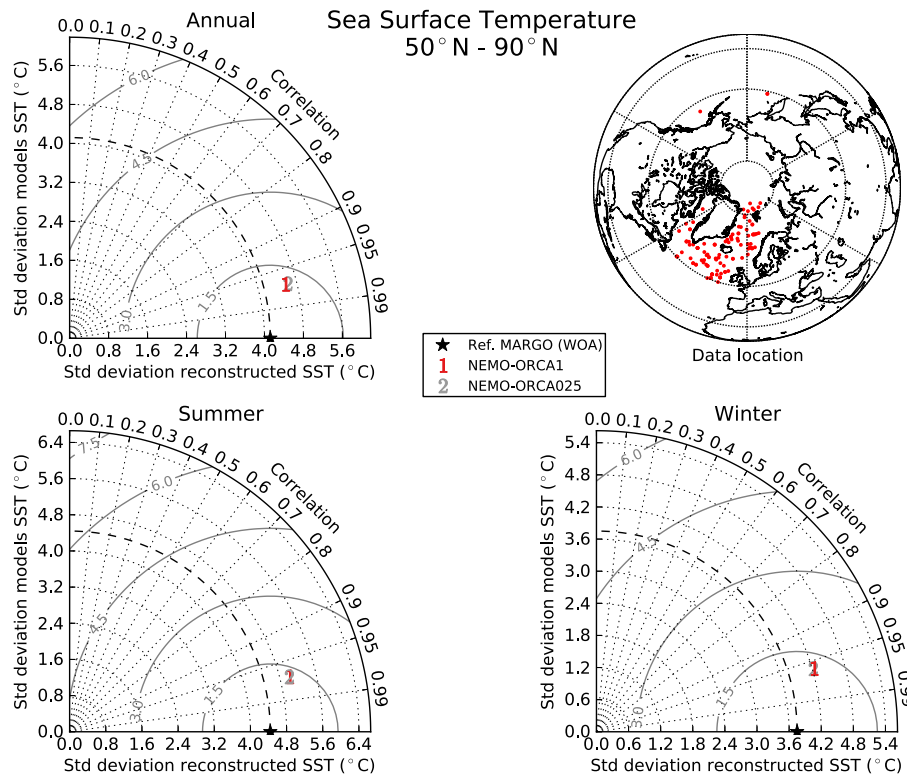 Sea Surface Temperature
50°N - 90°N
Annual
0.0 0.1 0.2 0.3 0.4 0.5 0.6 0.7 0.8 0.9 0.95 0.99
Correlation
Std deviation models SST (°C)
5.6
4.8
4.0
3.2
2.4
1.6
0.8
0.0
6.0
4.5
3.0
1.5
1
2
0.0 0.8 1.6 2.4 3.2 4.0 4.8 5.6
Std deviation reconstructed SST (°C)
Data location
Ref. MARGO (WOA)
1 NEMO-ORCA1
2 NEMO-ORCA025
Summer
0.0 0.1 0.2 0.3 0.4 0.5 0.6 0.7 0.8 0.9 0.95 0.99
Correlation
Std deviation models SST (°C)
6.4
5.6
4.8
4.0
3.2
2.4
1.6
0.8
0.0
7.5
6.0
4.5
3.0
1.5
1
2
0.0 0.8 1.6 2.4 3.2 4.0 4.8 5.6 6.4
Std deviation reconstructed SST (°C)
Winter
0.0 0.1 0.2 0.3 0.4 0.5 0.6 0.7 0.8 0.9 0.95 0.99
Correlation
Std deviation models SST (°C)
5.4
4.8
4.2
3.6
3.0
2.4
1.8
1.2
0.6
0.0
6.0
4.5
3.0
1.5
1
2
0.0 0.6 1.2 1.8 2.4 3.0 3.6 4.2 4.8 5.4
Std deviation reconstructed SST (°C)